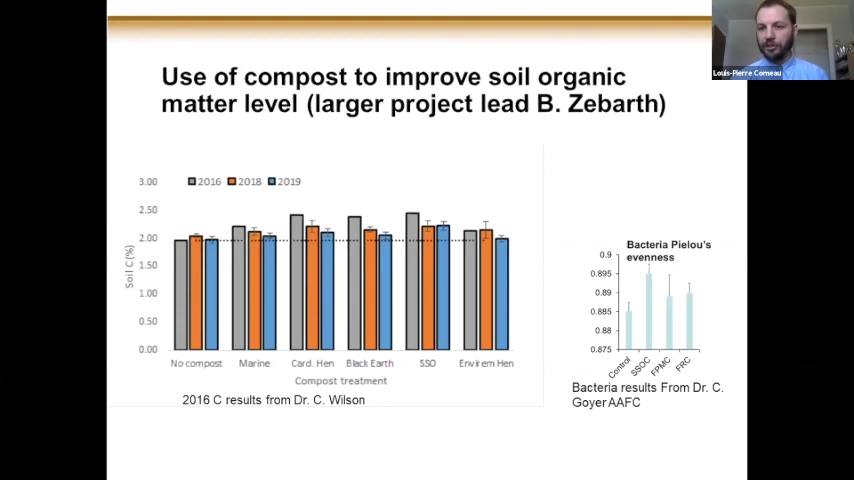 Louis-Pierre Comeau
Use of compost to improve soil organic
matter level (larger project lead B. Zebarth)
3.00
2.50
2.00
1.50
1.00
0.50
0.00
Soil C (%)
2016 2018 2019
No compost Marine Card. Hen Black Earth SSO Envirem Hen
Compost treatment
2016 C results from Dr. C. Wilson
Bacteria Pielou's
evenness
0.9
0.895
0.89
0.885
0.88
0.875
Control SSOC FPMC FRC
Bacteria results From Dr. C.
Goyer AAFC